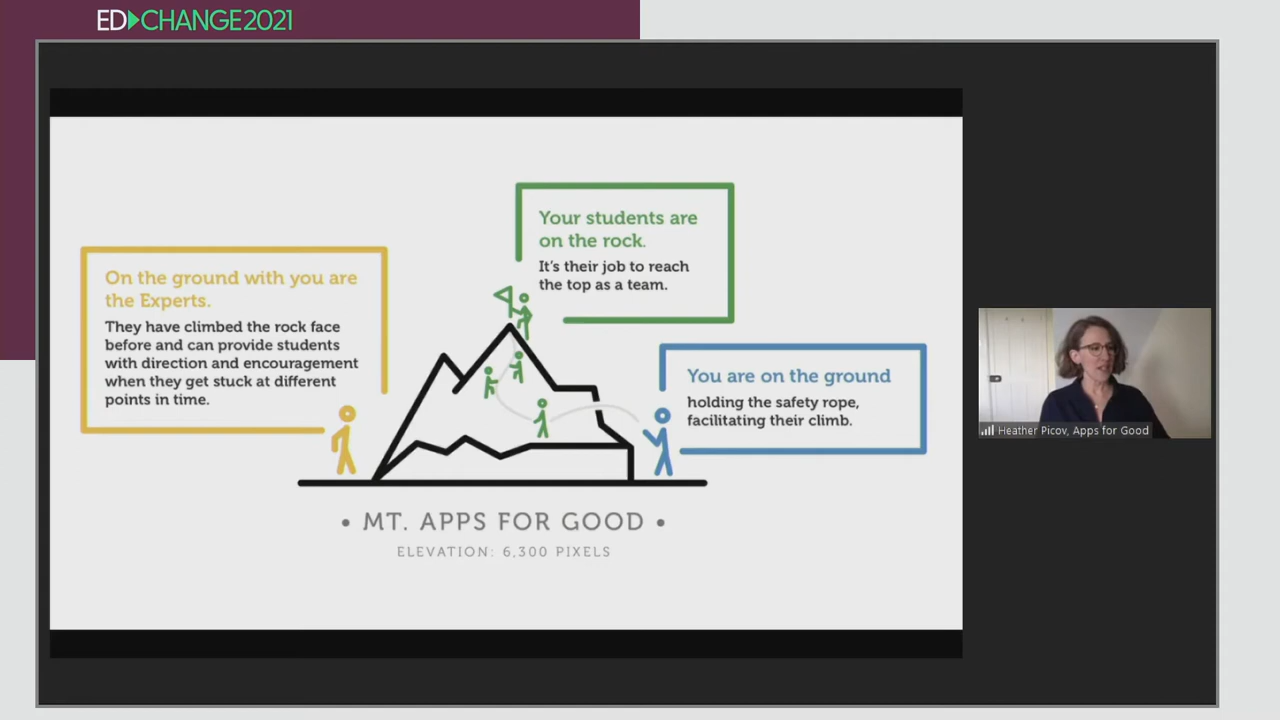 ED CHANGE2021
On the ground with you are
the Experts.
They have climbed the rock face
before and can provide students
with direction and encouragement
when they get stuck at different
points in time.
Your students are
on the rock.
It's their job to reach
the top as a team.
You are on the ground
holding the safety rope,
facilitating their climb.
• MT. APPS FOR GOOD •
ELEVATION: 6,300 PIXELS
Heather Picov, Apps for Good